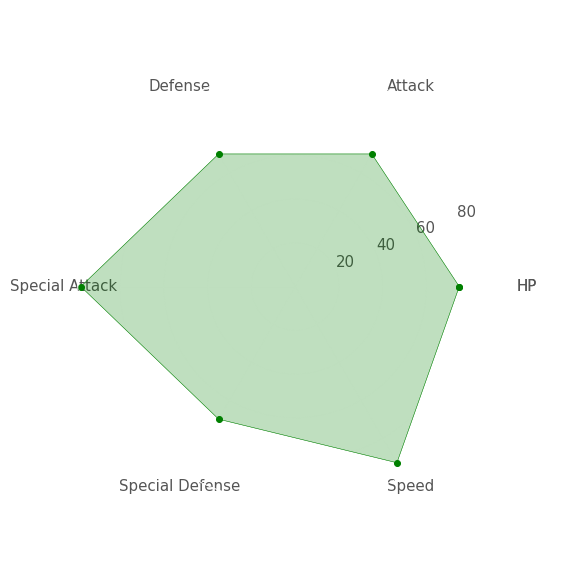 Defense
Attack
80
60
40
20
Special Attack
HP
Special Defense
Speed